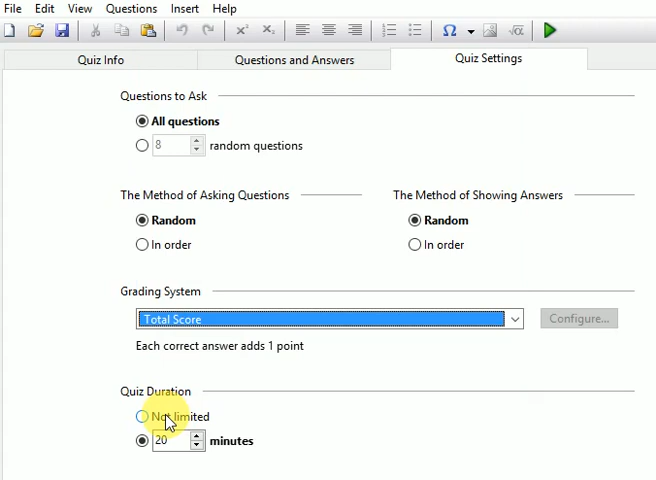 File Edit View Questions Insert Help
Quiz Info Questions and Answers Quiz Settings
Questions to Ask
All questions
8 random questions
The Method of Asking Questions The Method of Showing Answers
Random Random
In order In order
Grading System
Total Score Configure...
Each correct answer adds 1 point
Quiz Duration
Not limited
20 minutes